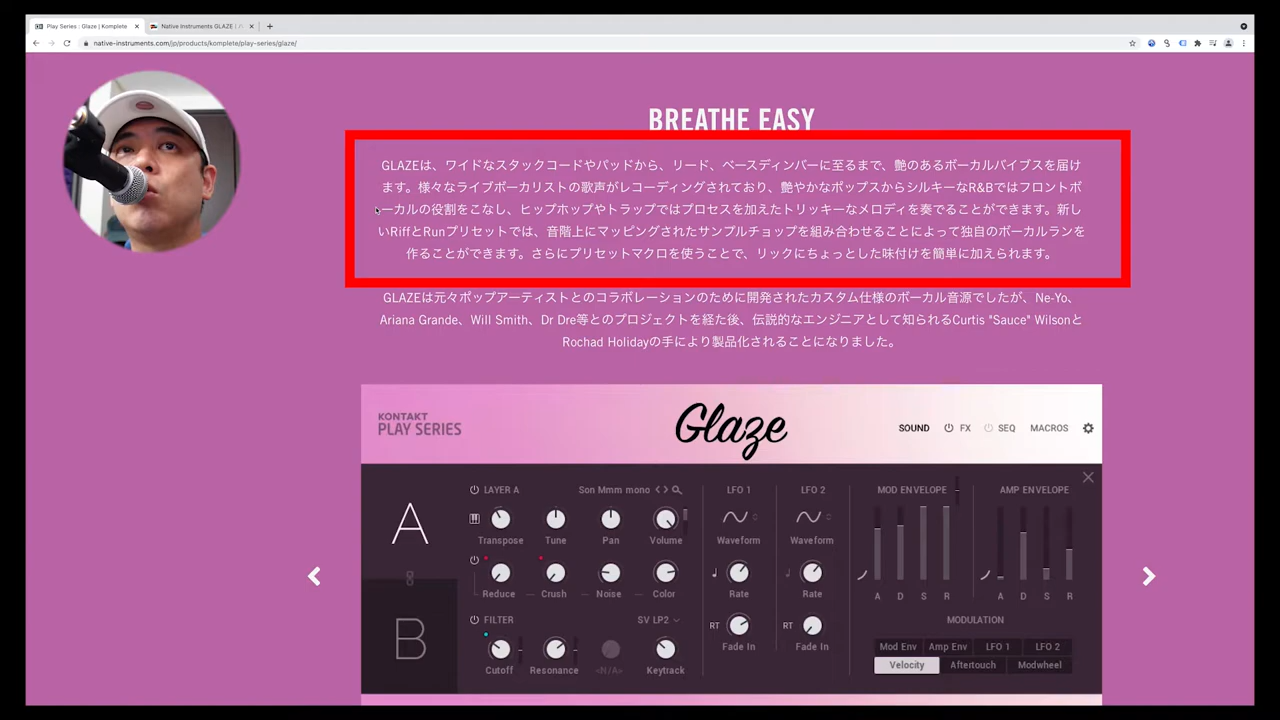 Play Series : Glaze | Komplete
Native Instruments GLAZE |
native-instruments.com/jp/products/komplete/play-series/glaze/
BREATHE EASY
GLAZEは、ワイドなスタックコードやパッドから、リード、ベースディンバーに至るまで、艶のあるボーカルバイブスを届け
ます。様々なライブボーカリストの歌声がレコーディングされており、艶やかなポップスからシルキーなR&Bではフロントボ
ーカルの役割をこなし、ヒップホップやトラップではプロセスを加えたトリッキーなメロディを奏でることができます。新し
いRiffとRunプリセットでは、音階上にマッピングされたサンプルチョップを組み合わせることによって独自のボーカルランを
作ることができます。さらにプリセットマクロを使うことで、リックにちょっとした味付けを簡単に加えられます。
GLAZEは元々ポップアーティストとのコラボレーションのために開発されたカスタム仕様のボーカル音源でしたが、Ne-Yo、
Ariana Grande、Will Smith、Dr Dre等とのプロジェクトを経た後、伝説的なエンジニアとして知られるCurtis "Sauce" Wilsonと
Rochad Holidayの手により製品化されることになりました。
KONTAKT
PLAY SERIES
Glaze
SOUND FX SEQ MACROS
A
B
LAYER A Son Mmm mono
Transpose Tune Pan Volume
Reduce Crush Noise Color
FILTER SV LP2
Cutoff Resonance <N/A> Keytrack
LFO 1 LFO 2
Waveform Waveform
Rate Rate
RT RT
Fade In Fade In
MOD ENVELOPE AMP ENVELOPE
A D S R A D S R
MODULATION
Mod Env Amp Env LFO 1 LFO 2
Velocity Aftertouch Modwheel